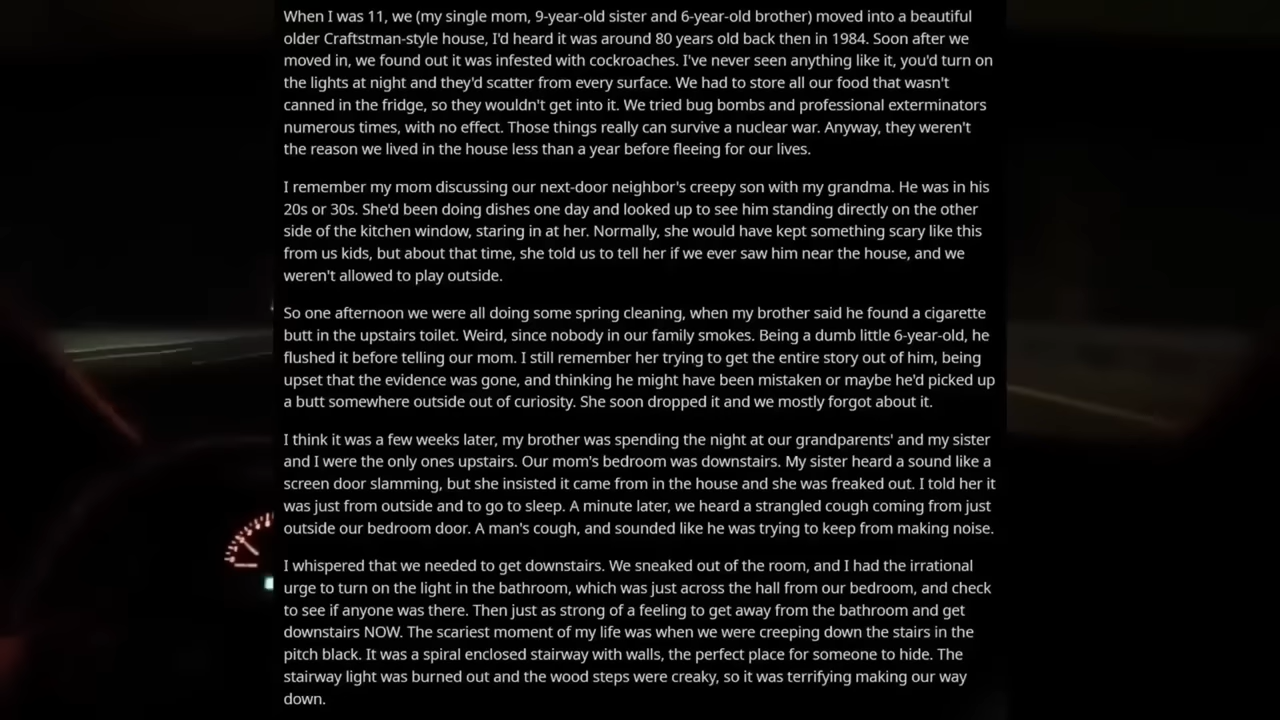 When I was 11, we (my single mom, 9-year-old sister and 6-year-old brother) moved into a beautiful
older Craftstman-style house, I'd heard it was around 80 years old back then in 1984. Soon after we
moved in, we found out it was infested with cockroaches. I've never seen anything like it, you'd turn on
the lights at night and they'd scatter from every surface. We had to store all our food that wasn't
canned in the fridge, so they wouldn't get into it. We tried bug bombs and professional exterminators
numerous times, with no effect. Those things really can survive a nuclear war. Anyway, they weren't
the reason we lived in the house less than a year before fleeing for our lives.
I remember my mom discussing our next-door neighbor's creepy son with my grandma. He was in his
20s or 30s. She'd been doing dishes one day and looked up to see him standing directly on the other
side of the kitchen window, staring in at her. Normally, she would have kept something scary like this
from us kids, but about that time, she told us to tell her if we ever saw him near the house, and we
weren't allowed to play outside.
So one afternoon we were all doing some spring cleaning, when my brother said he found a cigarette
butt in the upstairs toilet. Weird, since nobody in our family smokes. Being a dumb little 6-year-old, he
flushed it before telling our mom. I still remember her trying to get the entire story out of him, being
upset that the evidence was gone, and thinking he might have been mistaken or maybe he'd picked up
a butt somewhere outside out of curiosity. She soon dropped it and we mostly forgot about it.
I think it was a few weeks later, my brother was spending the night at our grandparents' and my sister
and I were the only ones upstairs. Our mom's bedroom was downstairs. My sister heard a sound like a
screen door slamming, but she insisted it came from in the house and she was freaked out. I told her it
was just from outside and to go to sleep. A minute later, we heard a strangled cough coming from just
outside our bedroom door. A man's cough, and sounded like he was trying to keep from making noise.
I whispered that we needed to get downstairs. We sneaked out of the room, and I had the irrational
urge to turn on the light in the bathroom, which was just across the hall from our bedroom, and check
to see if anyone was there. Then just as strong of a feeling to get away from the bathroom and get
downstairs NOW. The scariest moment of my life was when we were creeping down the stairs in the
pitch black. It was a spiral enclosed stairway with walls, the perfect place for someone to hide. The
stairway light was burned out and the wood steps were creaky, so it was terrifying making our way
down.